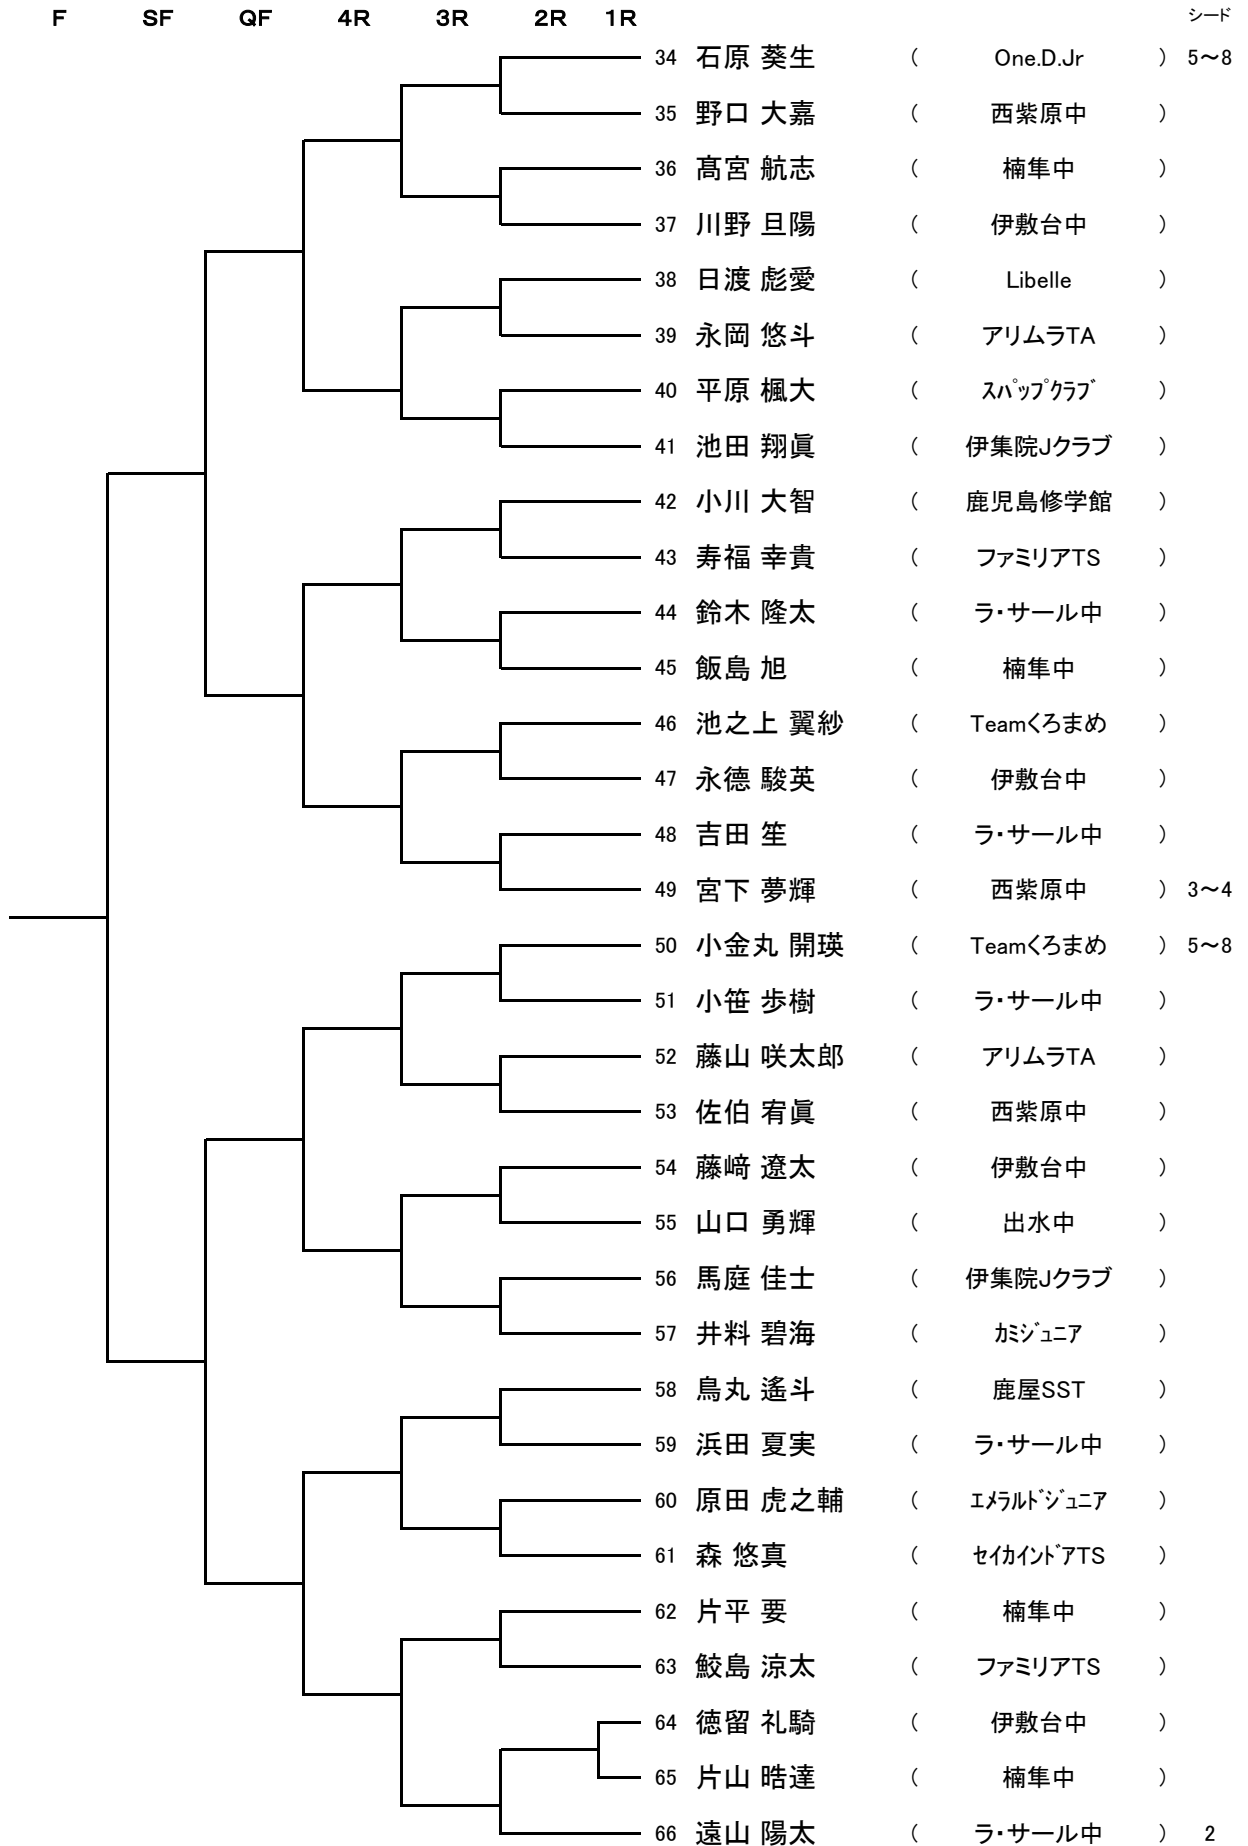 F SF QF 4R 3R 2R 1R シード
34 石原 葵生 ( One.D.Jr ) 5〜8
35 野口 大嘉 ( 西紫原中 )
36 髙宮 航志 ( 楠隼中 )
37 川野 旦陽 ( 伊敷台中 )
38 日渡 彪愛 ( Libelle )
39 永岡 悠斗 ( アリムラTA )
40 平原 楓大 ( ｽﾊﾟｯﾌﾟｸﾗﾌﾞ )
41 池田 翔眞 ( 伊集院Jクラブ )
42 小川 大智 ( 鹿児島修学館 )
43 寿福 幸貴 ( ファミリアTS )
44 鈴木 隆太 ( ラ・サール中 )
45 飯島 旭 ( 楠隼中 )
46 池之上 翼紗 ( Teamくろまめ )
47 永德 駿英 ( 伊敷台中 )
48 吉田 笙 ( ラ・サール中 )
49 宮下 夢輝 ( 西紫原中 ) 3〜4
50 小金丸 開瑛 ( Teamくろまめ ) 5〜8
51 小笹 歩樹 ( ラ・サール中 )
52 藤山 咲太郎 ( アリムラTA )
53 佐伯 宥眞 ( 西紫原中 )
54 藤﨑 遼太 ( 伊敷台中 )
55 山口 勇輝 ( 出水中 )
56 馬庭 佳士 ( 伊集院Jクラブ )
57 井料 碧海 ( ｶﾐｼﾞｭﾆｱ )
58 鳥丸 遙斗 ( 鹿屋SST )
59 浜田 夏実 ( ラ・サール中 )
60 原田 虎之輔 ( ｴﾒﾗﾙﾄﾞｼﾞｭﾆｱ )
61 森 悠真 ( ｾｲｶｲﾝﾄﾞｱTS )
62 片平 要 ( 楠隼中 )
63 鮫島 涼太 ( ファミリアTS )
64 徳留 礼騎 ( 伊敷台中 )
65 片山 晧達 ( 楠隼中 )
66 遠山 陽太 ( ラ・サール中 ) 2